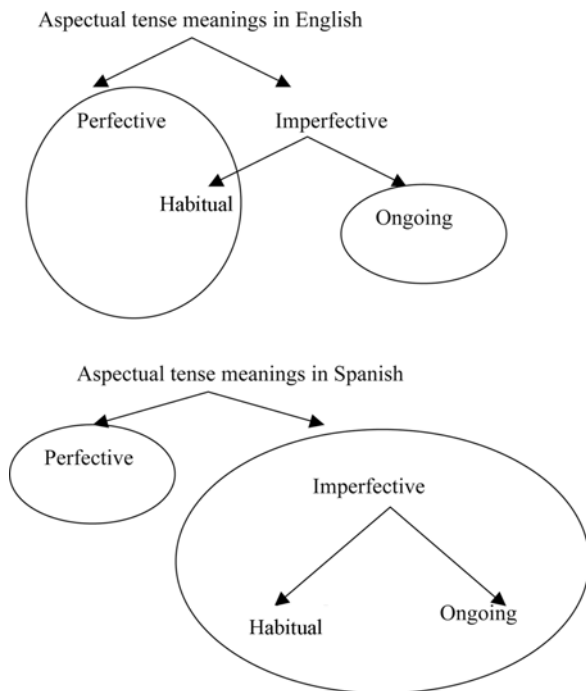 Aspectual tense meanings in English
Perfective Imperfective
Habitual Ongoing
Aspectual tense meanings in Spanish
Perfective
Imperfective
Habitual Ongoing